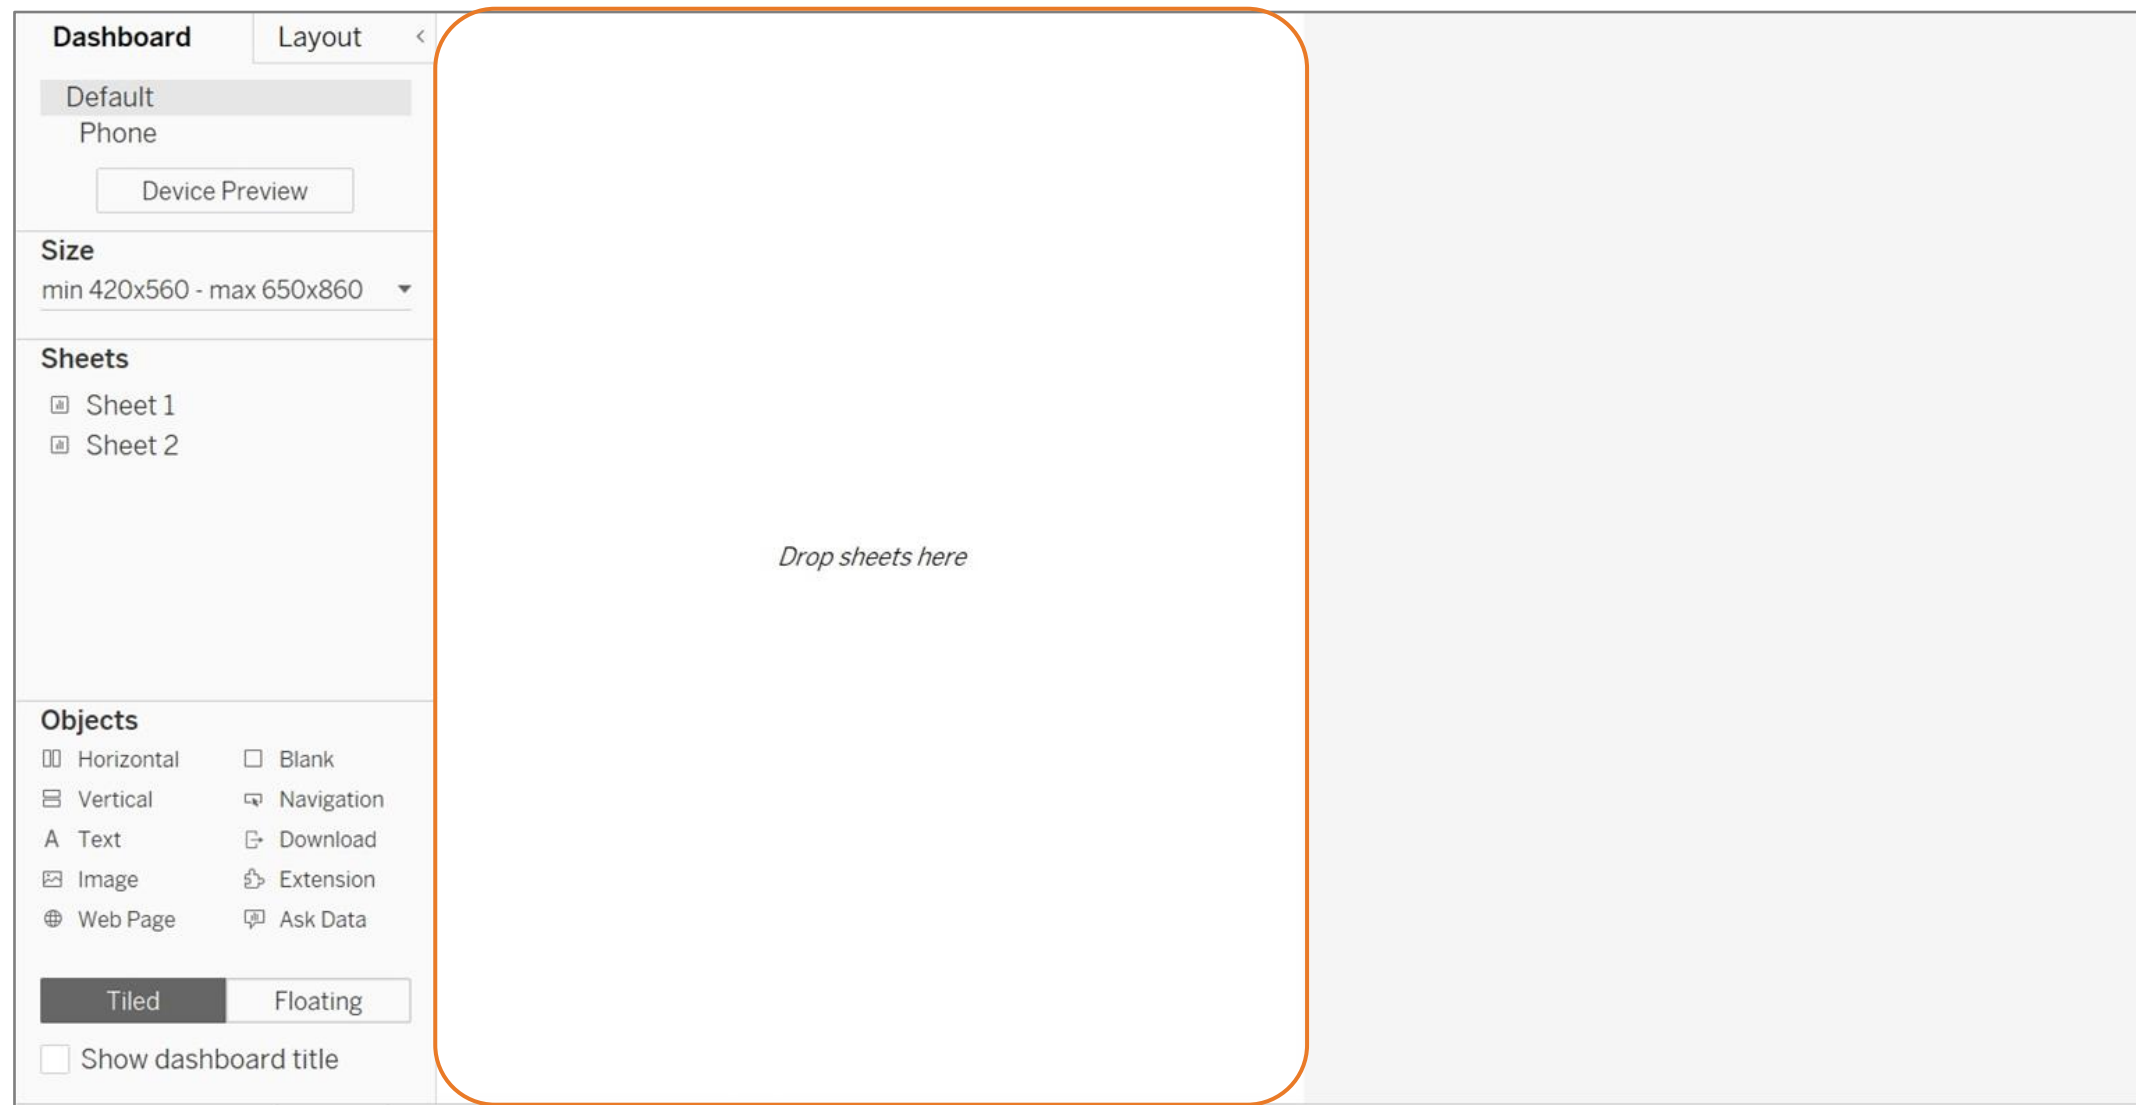 Dashboard
Layout
<
Default
Phone
Device Preview
Size
min 420x560 - max 650x860
Sheets
Sheet 1
Sheet 2
Drop sheets here
Objects
Horizontal Blank
Vertical Navigation
A Text Download
Image Extension
Web Page Ask Data
Tiled Floating
Show dashboard title